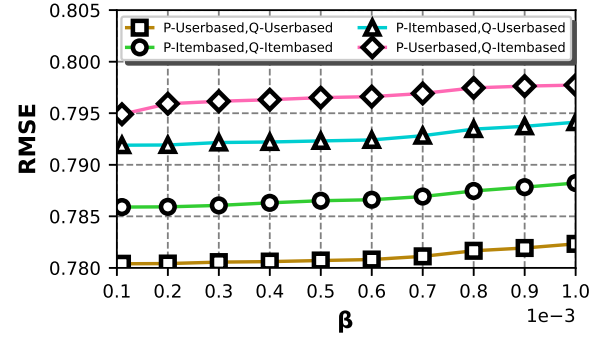 0.805
P-Userbased,Q-Userbased
P-Itembased,Q-Userbased
P-Itembased,Q-Itembased
P-Userbased,Q-Itembased
0.800
0.795
0.790
0.785
0.780
RMSE
0.1 0.2 0.3 0.4 0.5 0.6 0.7 0.8 0.9 1.0
1e−3
β